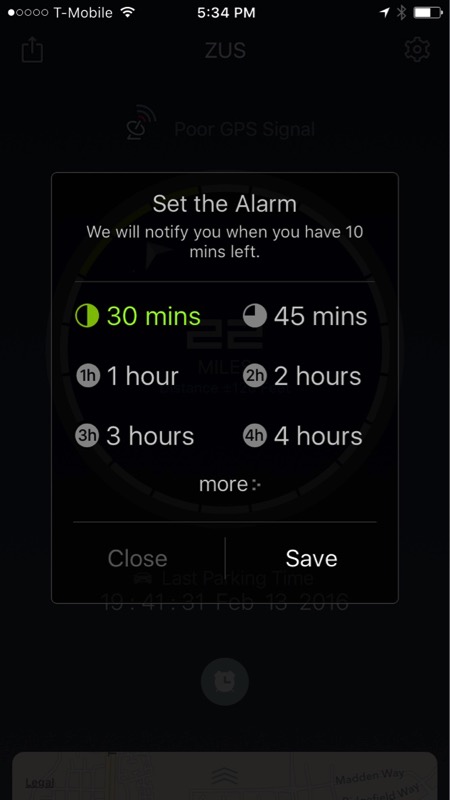 T-Mobile 5:34 PM
ZUS
Poor GPS Signal
Set the Alarm
We will notify you when you have 10
mins left.
30 mins 45 mins
22
MILES
1h 1 hour 2h 2 hours
3h 3 hours 4h 4 hours
more
Close Save
Last Parking Time
10:41:31 Feb 13 2016
Legal
Madden Way